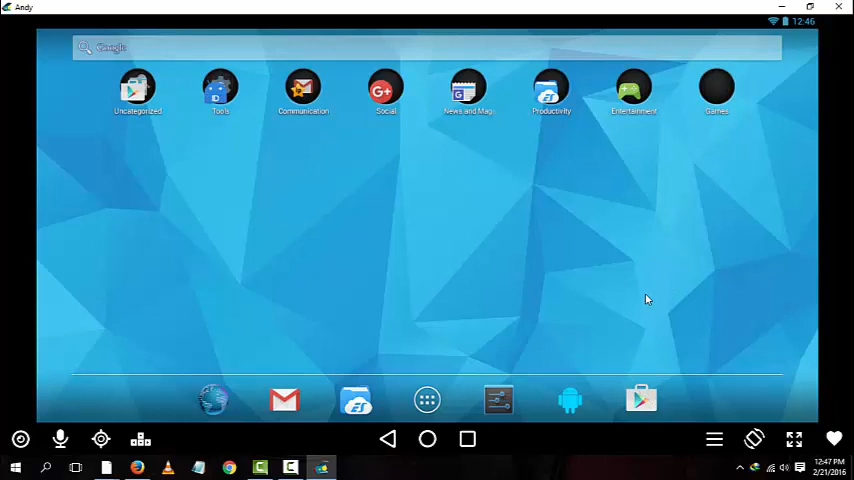 Andy
12:46
Google
Uncategorized
Tools
Communication
Social
News and Maga
Productivity
Entertainment
Games
12:47 PM
2/21/2016